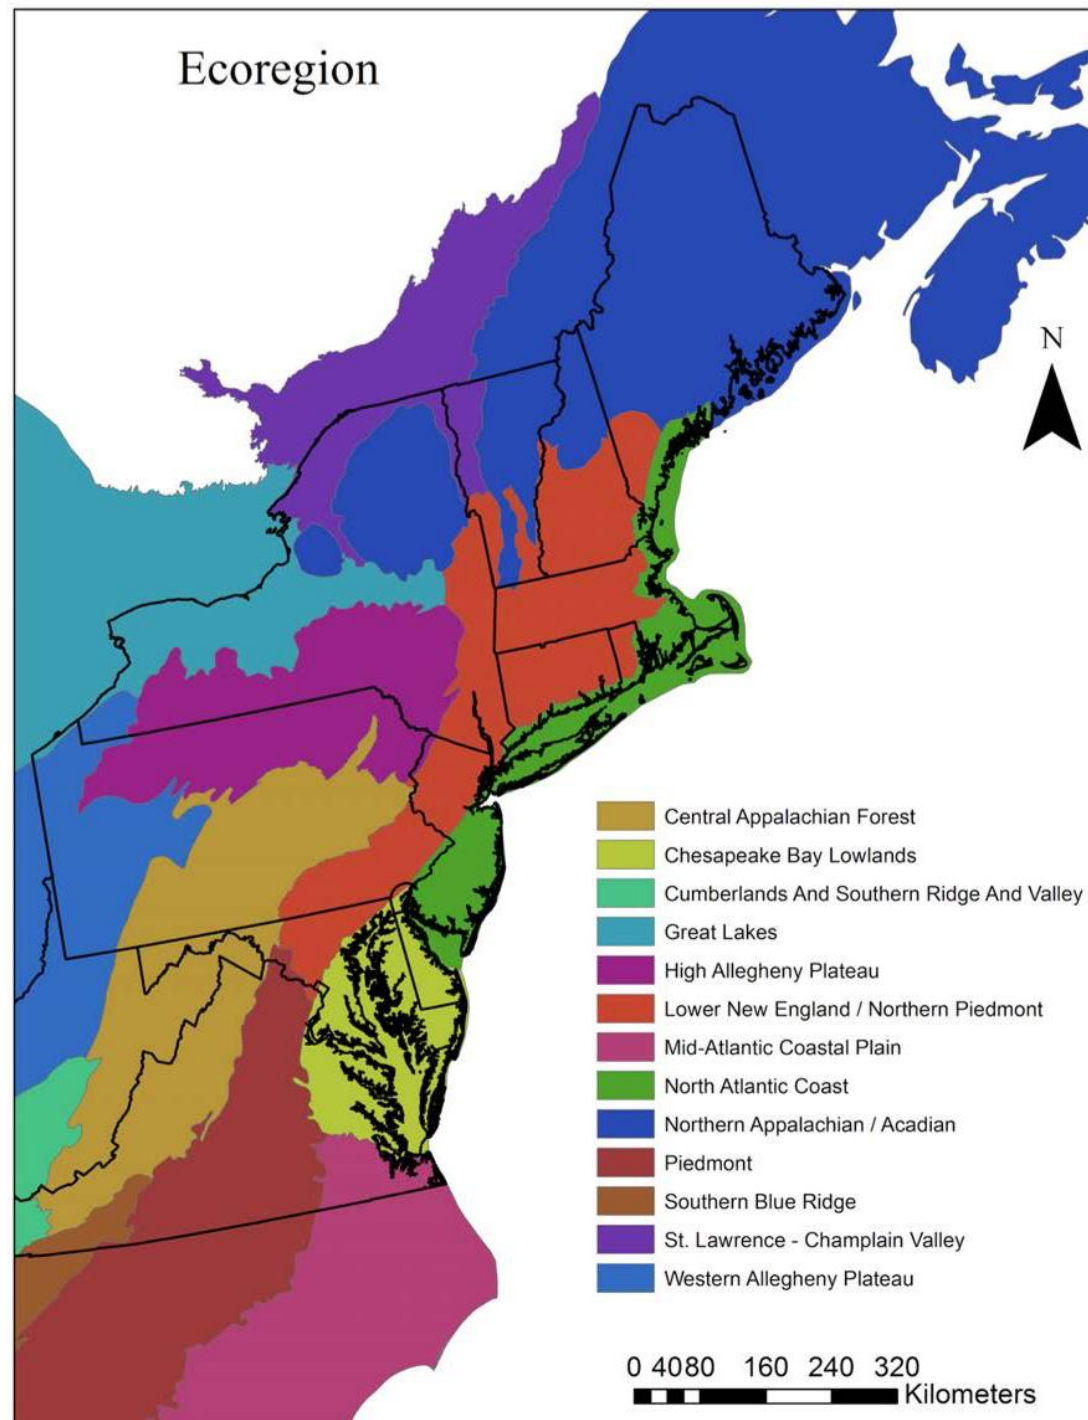 Ecoregion
N
Central Appalachian Forest
Chesapeake Bay Lowlands
Cumberlands And Southern Ridge And Valley
Great Lakes
High Allegheny Plateau
Lower New England / Northern Piedmont
Mid-Atlantic Coastal Plain
North Atlantic Coast
Northern Appalachian / Acadian
Piedmont
Southern Blue Ridge
St. Lawrence - Champlain Valley
Western Allegheny Plateau
0 4080 160 240 320
Kilometers